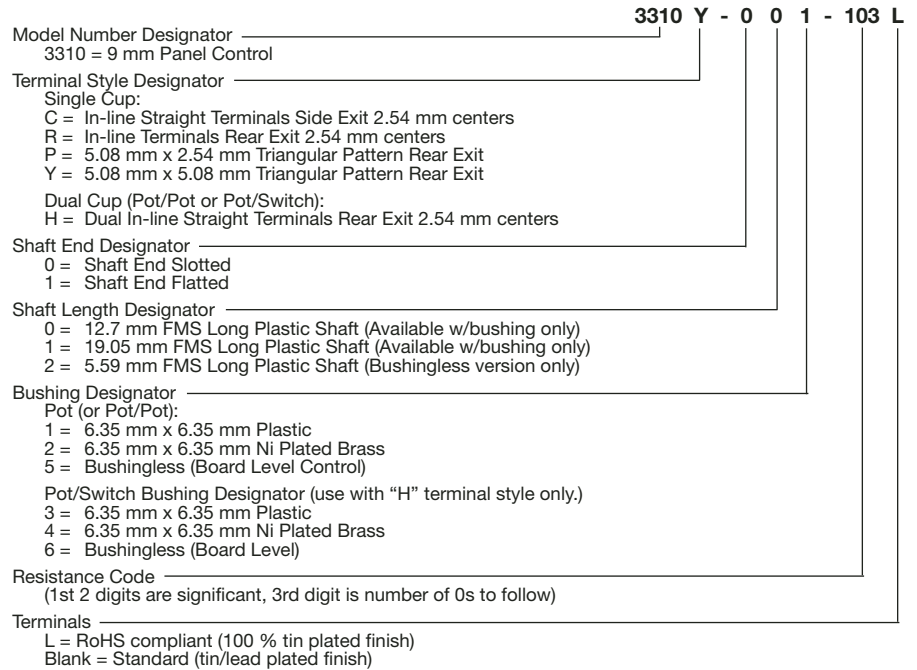 3310 Y - 0 0 1 - 103 L
Model Number Designator
3310 = 9 mm Panel Control
Terminal Style Designator
Single Cup:
C = In-line Straight Terminals Side Exit 2.54 mm centers
R = In-line Terminals Rear Exit 2.54 mm centers
P = 5.08 mm x 2.54 mm Triangular Pattern Rear Exit
Y = 5.08 mm x 5.08 mm Triangular Pattern Rear Exit
Dual Cup (Pot/Pot or Pot/Switch):
H = Dual In-line Straight Terminals Rear Exit 2.54 mm centers
Shaft End Designator
0 = Shaft End Slotted
1 = Shaft End Flatted
Shaft Length Designator
0 = 12.7 mm FMS Long Plastic Shaft (Available w/bushing only)
1 = 19.05 mm FMS Long Plastic Shaft (Available w/bushing only)
2 = 5.59 mm FMS Long Plastic Shaft (Bushingless version only)
Bushing Designator
Pot (or Pot/Pot):
1 = 6.35 mm x 6.35 mm Plastic
2 = 6.35 mm x 6.35 mm Ni Plated Brass
5 = Bushingless (Board Level Control)
Pot/Switch Bushing Designator (use with “H” terminal style only.)
3 = 6.35 mm x 6.35 mm Plastic
4 = 6.35 mm x 6.35 mm Ni Plated Brass
6 = Bushingless (Board Level)
Resistance Code
(1st 2 digits are significant, 3rd digit is number of 0s to follow)
Terminals
L = RoHS compliant (100 % tin plated finish)
Blank = Standard (tin/lead plated finish)